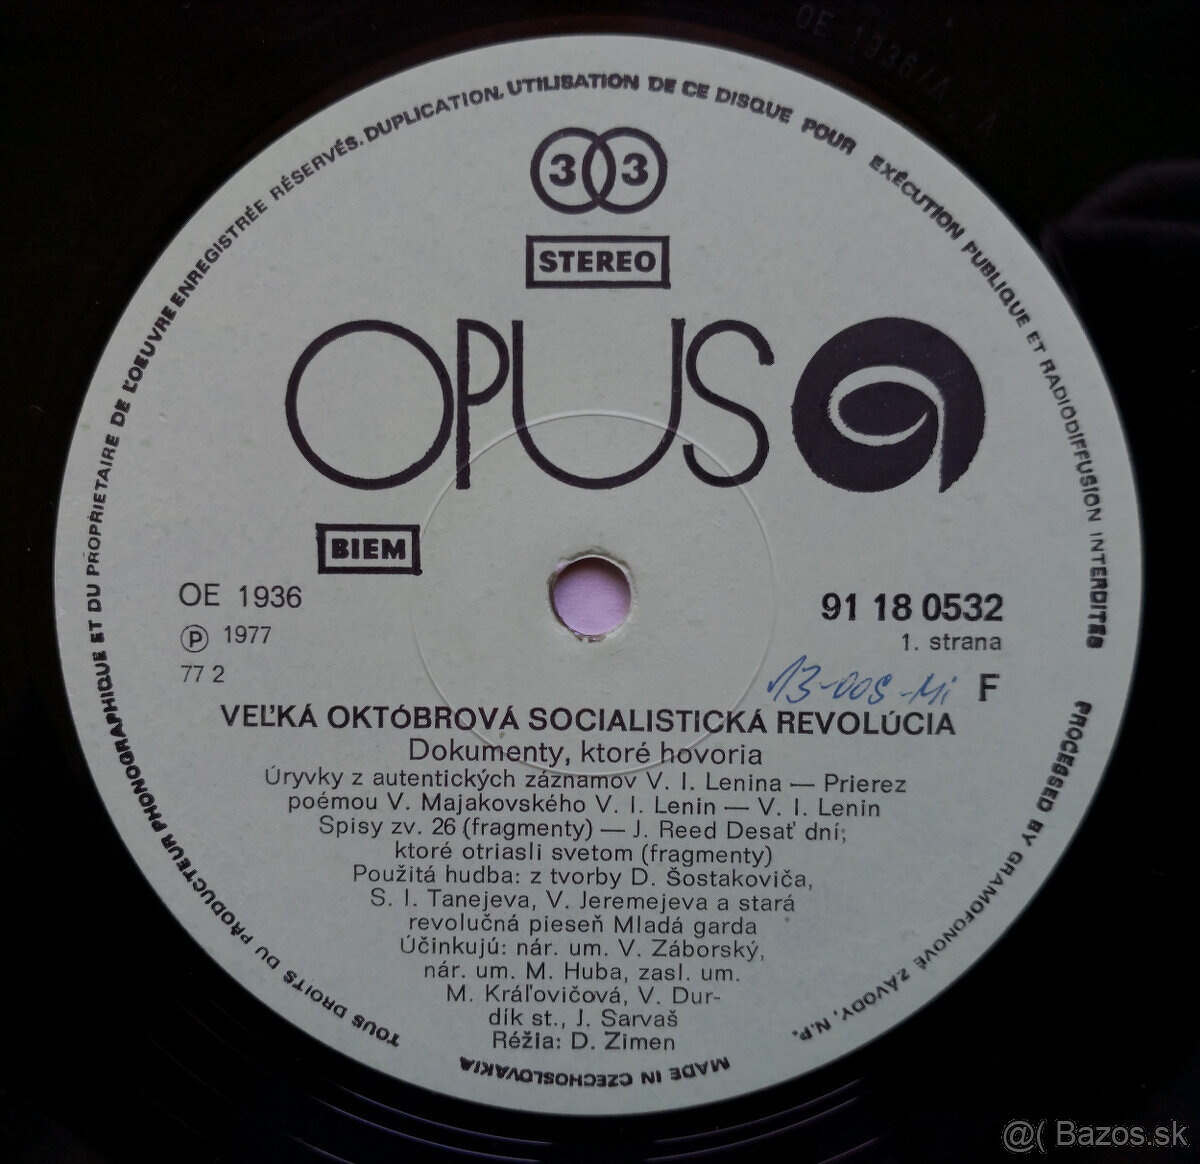 OE 1936/A
TOUS DROITS DU PRODUCTEUR PHONOGRAPHIQUE ET DU PROPRIETAIRE DE L'OEUVRE ENREGISTRÉE RÉSERVÉS. DUPLICATION, UTILISATION DE CE DISQUE POUR EXÉCUTION PUBLIQUE ET RADIODIFFUSION INTERDITES
33
STEREO
OPUS
BIEM
OE 1936
Ⓟ 1977
77 2
91 18 0532
1. strana
F
VEĽKÁ OKTÓBROVÁ SOCIALISTICKÁ REVOLÚCIA
Dokumenty, ktoré hovoria
Úryvky z autentických záznamov V. I. Lenina — Prierez
poémou V. Majakovského V. I. Lenin — V. I. Lenin
Spisy zv. 26 (fragmenty) — J. Reed Desať dní;
ktoré otriasli svetom (fragmenty)
Použitá hudba: z tvorby D. Šostakoviča,
S. I. Tanejeva, V. Jeremejeva a stará
revolučná pieseň Mladá garda
Účinkujú: nár. um. V. Záborský,
nár. um. M. Huba, zasl. um.
M. Kráľovičová, V. Dur-
dík st., J. Sarvaš
Réžia: D. Zimen
PROCESSED BY GRAMOFONOVÉ ZÁVODY, N.P.
MADE IN CZECHOSLOVAKIA
@( Bazos.sk